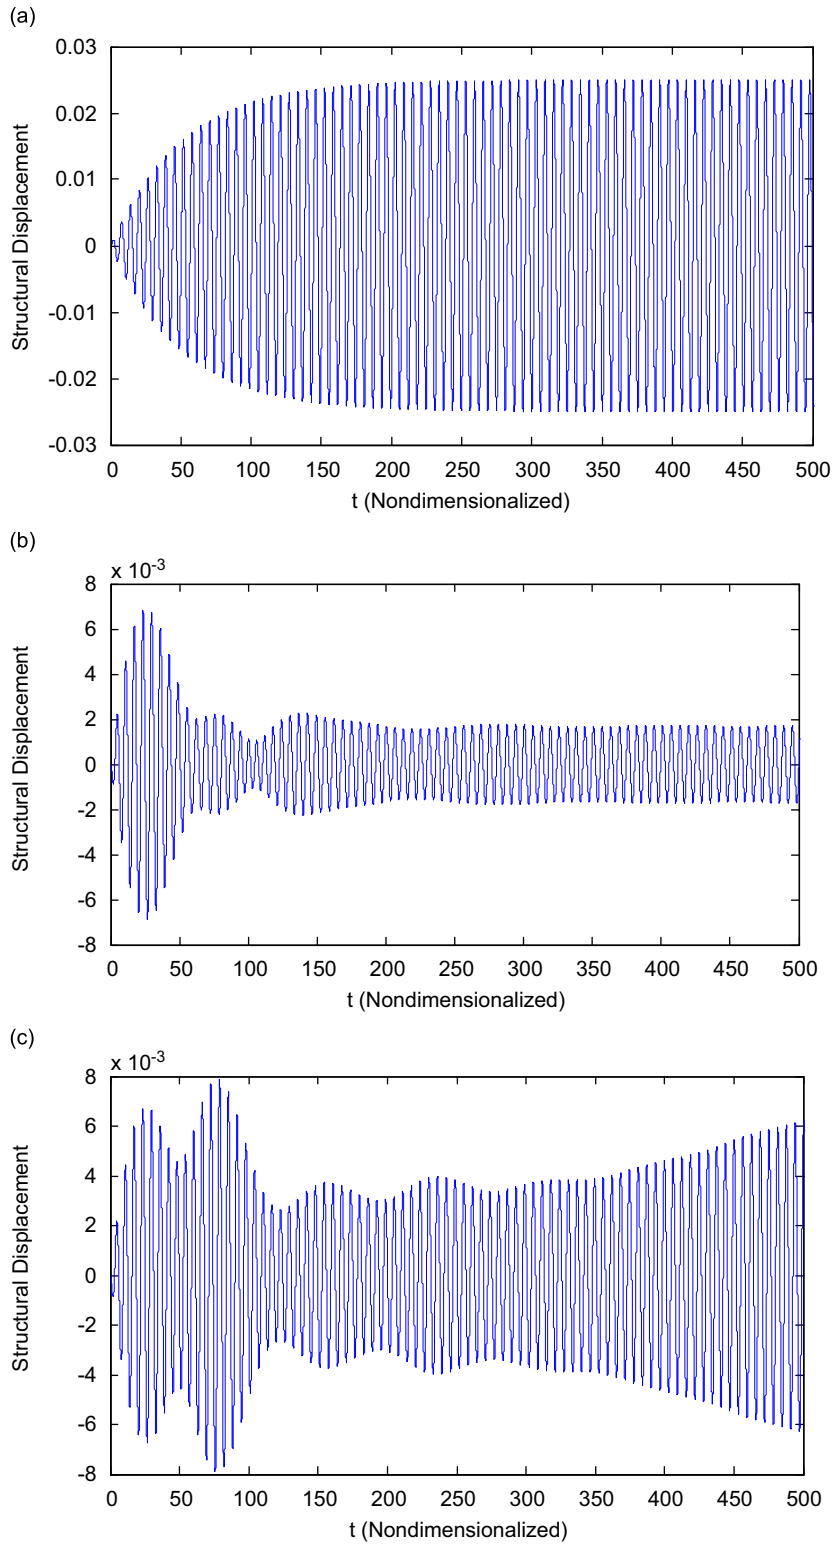 (a)
0.03
0.02
0.01
0
-0.01
-0.02
-0.03
Structural Displacement
0 50 100 150 200 250 300 350 400 450 500
t (Nondimensionalized)
(b)
x 10-3
8
6
4
2
0
-2
-4
-6
-8
Structural Displacement
0 50 100 150 200 250 300 350 400 450 500
t (Nondimensionalized)
(c)
x 10-3
8
6
4
2
0
-2
-4
-6
-8
Structural Displacement
0 50 100 150 200 250 300 350 400 450 500
t (Nondimensionalized)